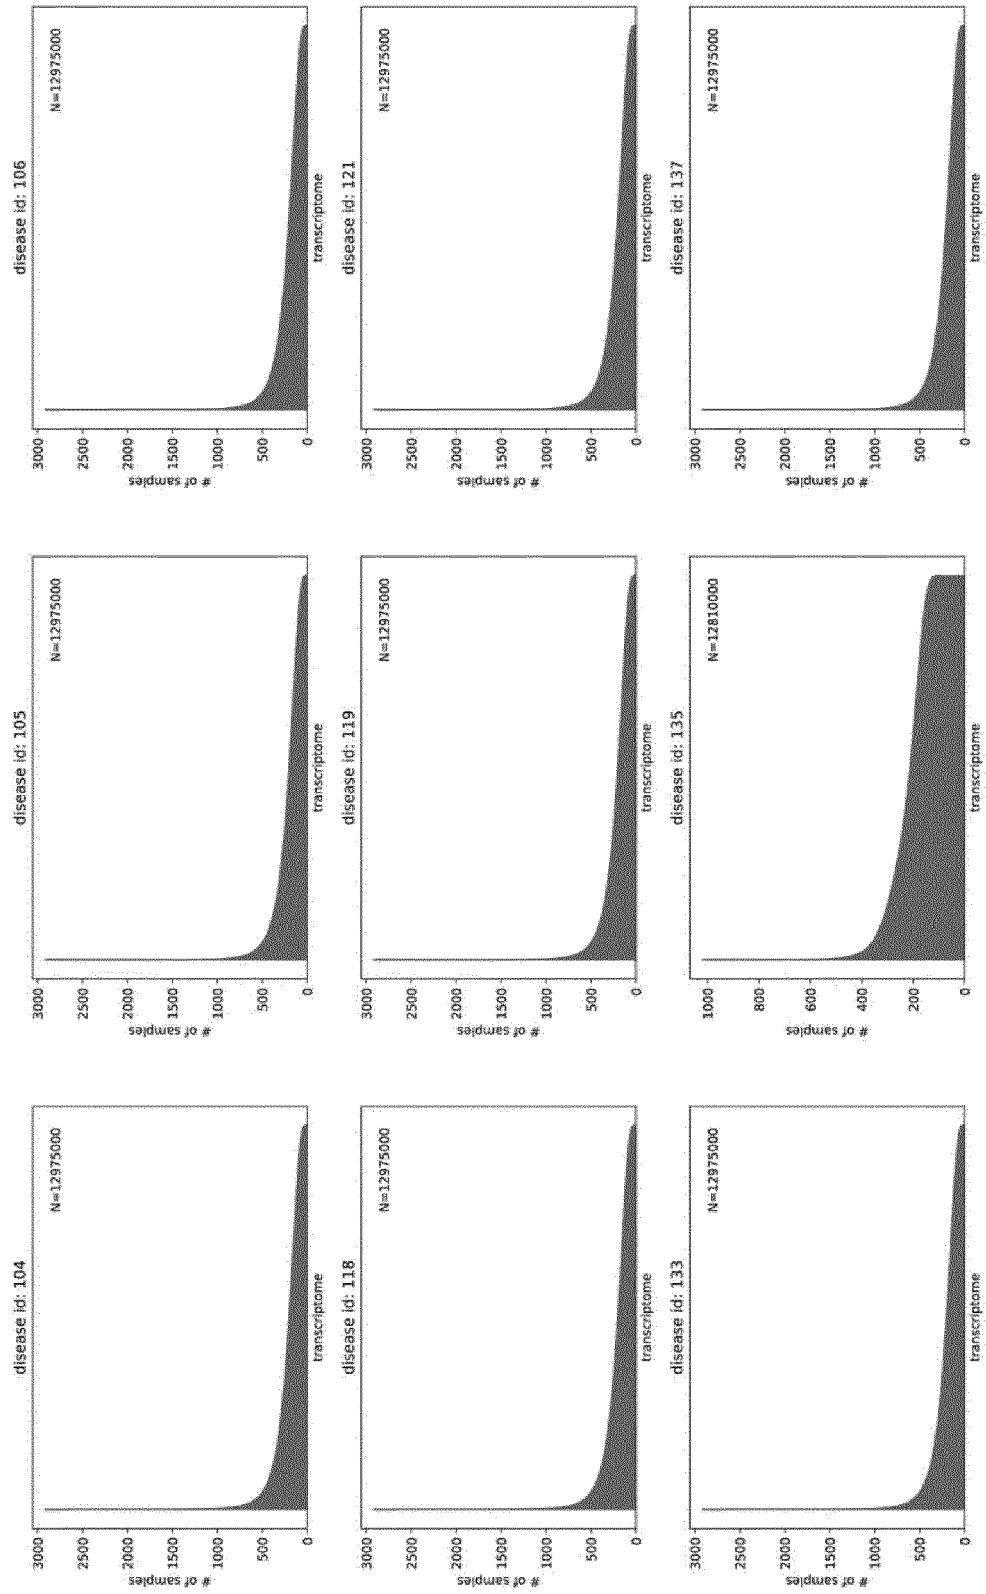 disease id: 104
N=12975000
# of samples
3000
2500
2000
1500
1000
500
0
transcriptome
disease id: 105
N=12975000
# of samples
3000
2500
2000
1500
1000
500
0
transcriptome
disease id: 106
N=12975000
# of samples
3000
2500
2000
1500
1000
500
0
transcriptome
disease id: 118
N=12975000
# of samples
3000
2500
2000
1500
1000
500
0
transcriptome
disease id: 119
N=12975000
# of samples
3000
2500
2000
1500
1000
500
0
transcriptome
disease id: 121
N=12975000
# of samples
3000
2500
2000
1500
1000
500
0
transcriptome
disease id: 133
N=12975000
# of samples
3000
2500
2000
1500
1000
500
0
transcriptome
disease id: 135
N=12810000
# of samples
1000
800
600
400
200
0
transcriptome
disease id: 137
N=12975000
# of samples
3000
2500
2000
1500
1000
500
0
transcriptome